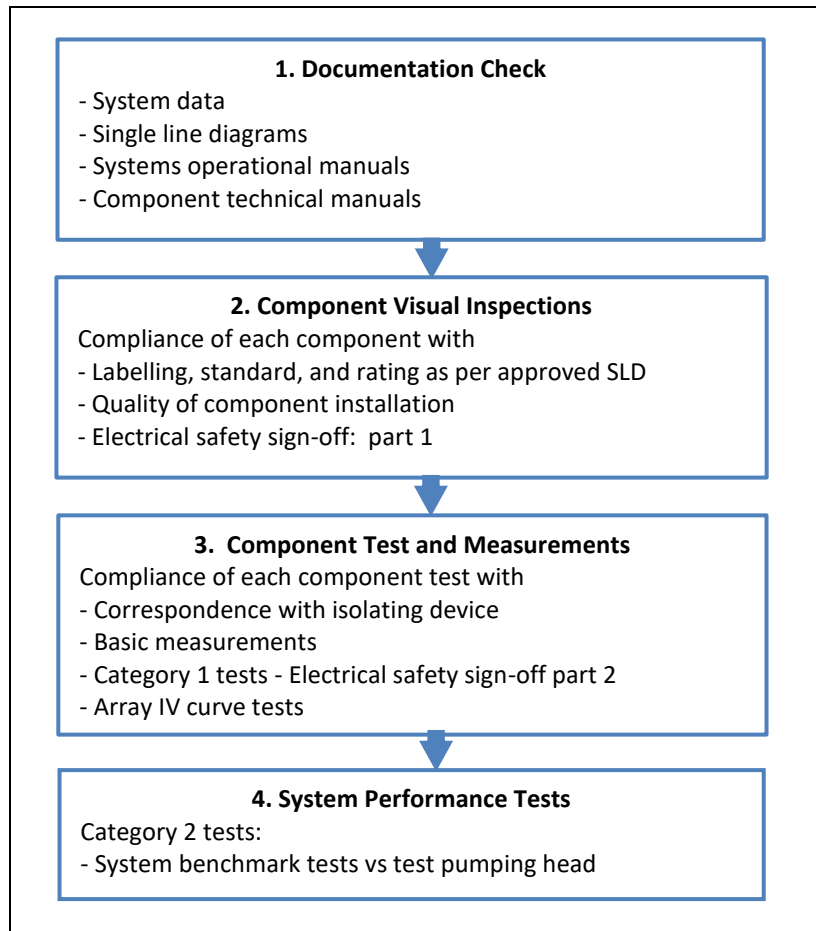 1. Documentation Check
- System data
- Single line diagrams
- Systems operational manuals
- Component technical manuals
2. Component Visual Inspections
Compliance of each component with
- Labelling, standard, and rating as per approved SLD
- Quality of component installation
- Electrical safety sign-off:  part 1
3.  Component Test and Measurements
Compliance of each component test with
- Correspondence with isolating device
- Basic measurements
- Category 1 tests - Electrical safety sign-off part 2
- Array IV curve tests
4. System Performance Tests
Category 2 tests:
- System benchmark tests vs test pumping head